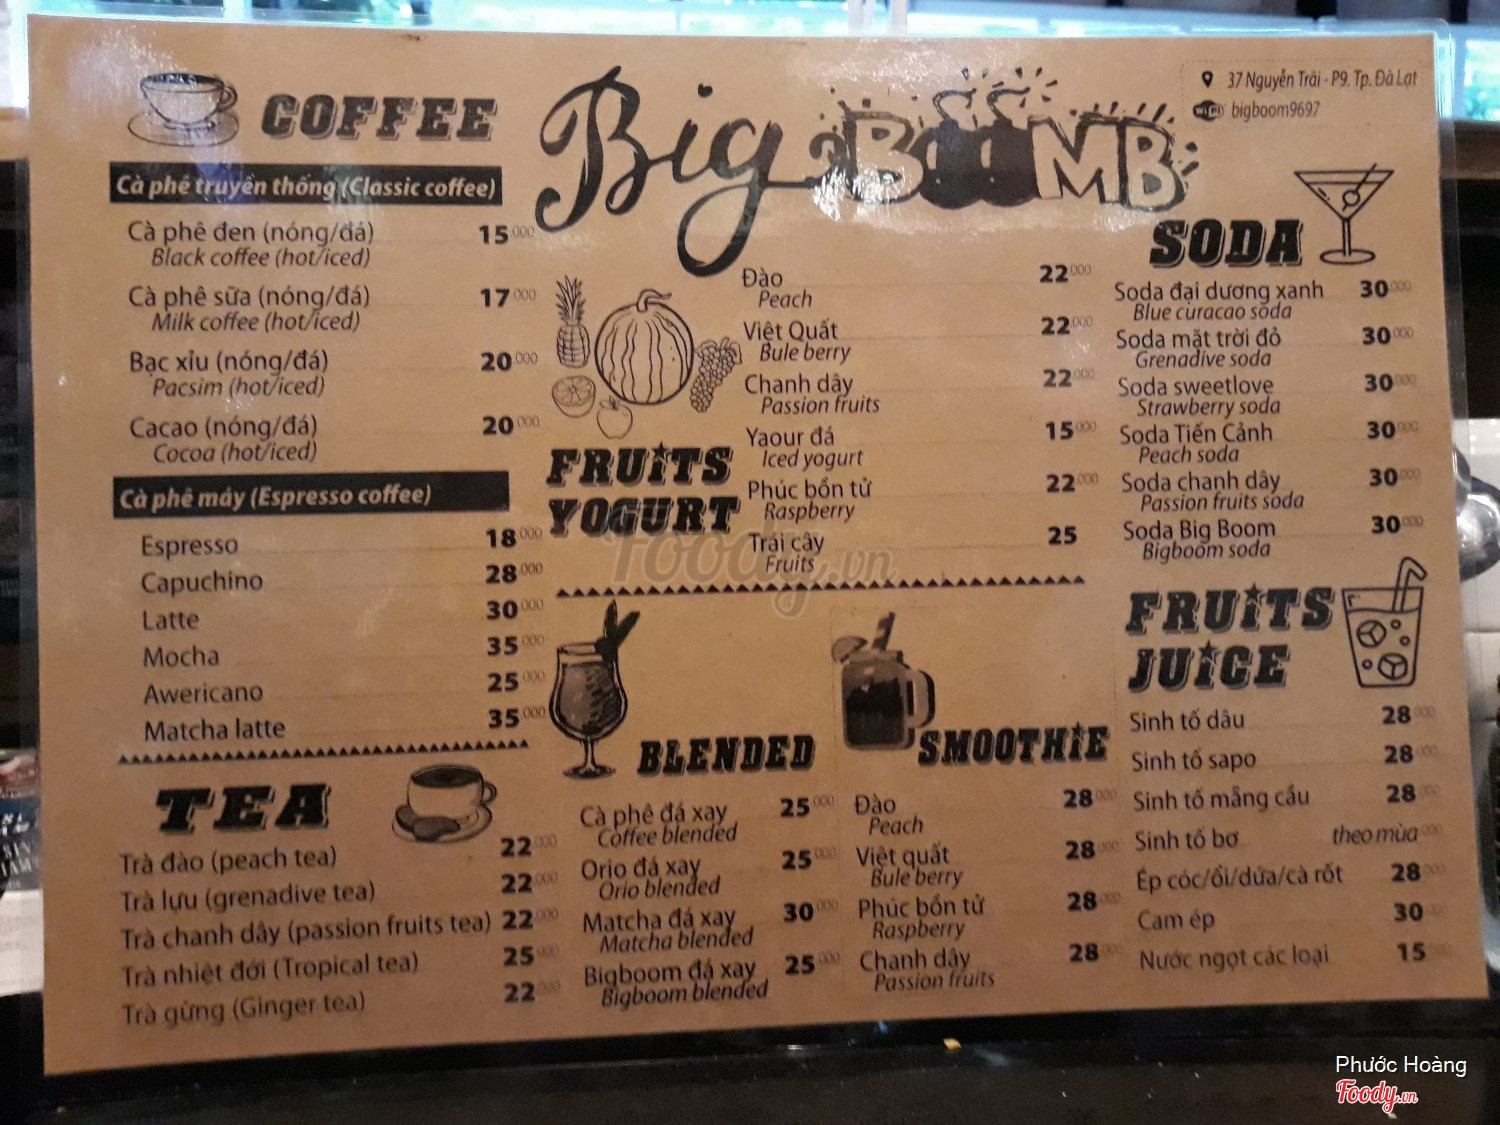 37 Nguyễn Trãi - P9. Tp. Đà Lạt
WiFi bigboom9697
Big BOOMB
COFFEE
Cà phê truyền thống (Classic coffee)
Cà phê đen (nóng/đá) 15.000
Black coffee (hot/iced)
Cà phê sữa (nóng/đá) 17.000
Milk coffee (hot/iced)
Bạc xỉu (nóng/đá) 20.000
Pacsim (hot/iced)
Cacao (nóng/đá) 20.000
Cocoa (hot/iced)
Cà phê máy (Espresso coffee)
Espresso 18.000
Capuchino 28.000
Latte 30.000
Mocha 35.000
Awericano 25.000
Matcha latte 35.000
TEA
Trà đào (peach tea) 22.000
Trà lựu (grenadive tea) 22.000
Trà chanh dây (passion fruits tea) 22.000
Trà nhiệt đới (Tropical tea) 25.000
Trà gừng (Ginger tea) 22.000
FRUITS
YOGURT
Đào 22.000
Peach
Việt Quất 22.000
Bule berry
Chanh dây 22.000
Passion fruits
Yaour đá 15.000
Iced yogurt
Phúc bồn tử 22.000
Raspberry
Trái cây 25
Fruits
BLENDED
Cà phê đá xay 25.000
Coffee blended
Orio đá xay 25.000
Orio blended
Matcha đá xay 30.000
Matcha blended
Bigboom đá xay 25.000
Bigboom blended
SMOOTHIE
Đào 28.000
Peach
Việt quất 28.000
Bule berry
Phúc bồn tử 28.000
Raspberry
Chanh dây 28.000
Passion fruits
SODA
Soda đại dương xanh 30.000
Blue curacao soda
Soda mặt trời đỏ 30.000
Grenadive soda
Soda sweetlove 30.000
Strawberry soda
Soda Tiến Cảnh 30.000
Peach soda
Soda chanh dây 30.000
Passion fruits soda
Soda Big Boom 30.000
Bigboom soda
FRUITS
JUICE
Sinh tố dâu 28.000
Sinh tố sapo 28.000
Sinh tố mãng cầu 28.000
Sinh tố bơ theo mùa.000
Ép cóc/ổi/dứa/cà rốt 28.000
Cam ép 30.000
Nước ngọt các loại 15.000
Foody.vn
Phước Hoàng
Foody.vn